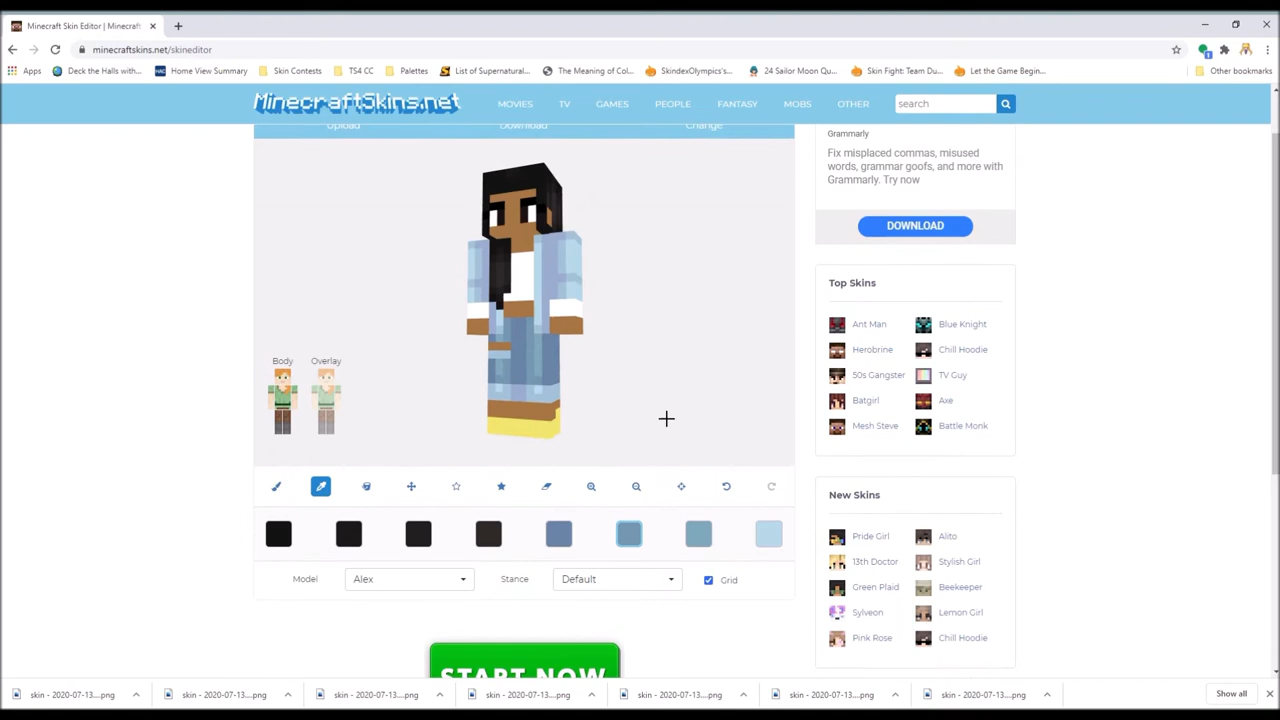 Minecraft Skin Editor | Minecraft
minecraftskins.net/skineditor
Apps
Deck the Halls with...
Home View Summary
Skin Contests
TS4 CC
Palettes
List of Supernatural...
The Meaning of Col...
SkindexOlympics's...
24 Sailor Moon Qu...
Skin Fight: Team Du...
Let the Game Begin...
Other bookmarks
MinecraftSkins.net
MOVIES
TV
GAMES
PEOPLE
FANTASY
MOBS
OTHER
search
Upload
Download
Change
Grammarly
Fix misplaced commas, misused
words, grammar goofs, and more with
Grammarly. Try now
DOWNLOAD
Body
Overlay
Top Skins
Ant Man
Blue Knight
Herobrine
Chill Hoodie
50s Gangster
TV Guy
Batgirl
Axe
Mesh Steve
Battle Monk
New Skins
Pride Girl
Alito
13th Doctor
Stylish Girl
Green Plaid
Beekeeper
Sylveon
Lemon Girl
Pink Rose
Chill Hoodie
Model
Alex
Stance
Default
Grid
START NOW
skin - 2020-07-13....png
skin - 2020-07-13....png
skin - 2020-07-13....png
skin - 2020-07-13....png
skin - 2020-07-13....png
skin - 2020-07-13....png
skin - 2020-07-13....png
Show all